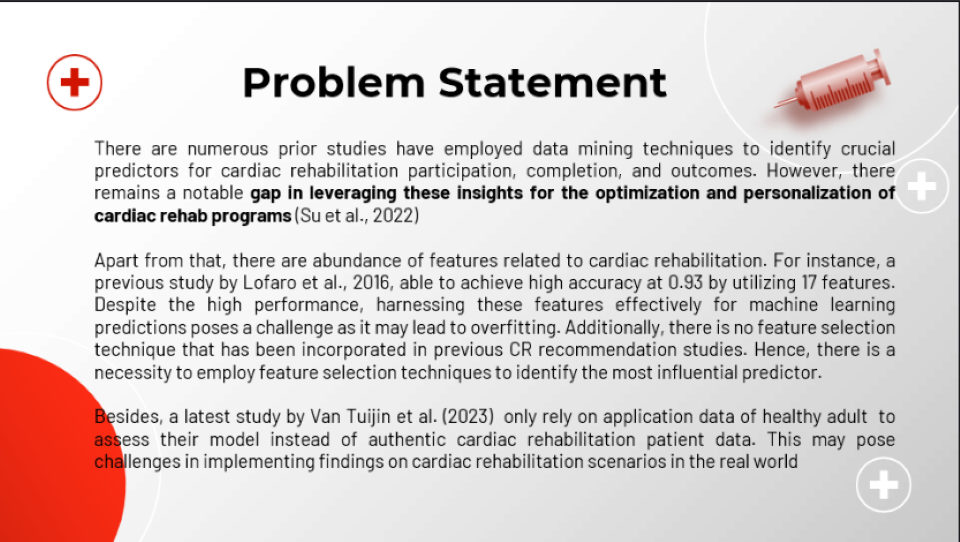 Problem Statement
There are numerous prior studies have employed data mining techniques to identify crucial
predictors for cardiac rehabilitation participation, completion, and outcomes. However, there
remains a notable gap in leveraging these insights for the optimization and personalization of
cardiac rehab programs (Su et al., 2022)
Apart from that, there are abundance of features related to cardiac rehabilitation. For instance, a
previous study by Lofaro et al., 2016, able to achieve high accuracy at 0.93 by utilizing 17 features.
Despite the high performance, harnessing these features effectively for machine learning
predictions poses a challenge as it may lead to overfitting. Additionally, there is no feature selection
technique that has been incorporated in previous CR recommendation studies. Hence, there is a
necessity to employ feature selection techniques to identify the most influential predictor.
Besides, a latest study by Van Tuijin et al. (2023) only rely on application data of healthy adult to
assess their model instead of authentic cardiac rehabilitation patient data. This may pose
challenges in implementing findings on cardiac rehabilitation scenarios in the real world